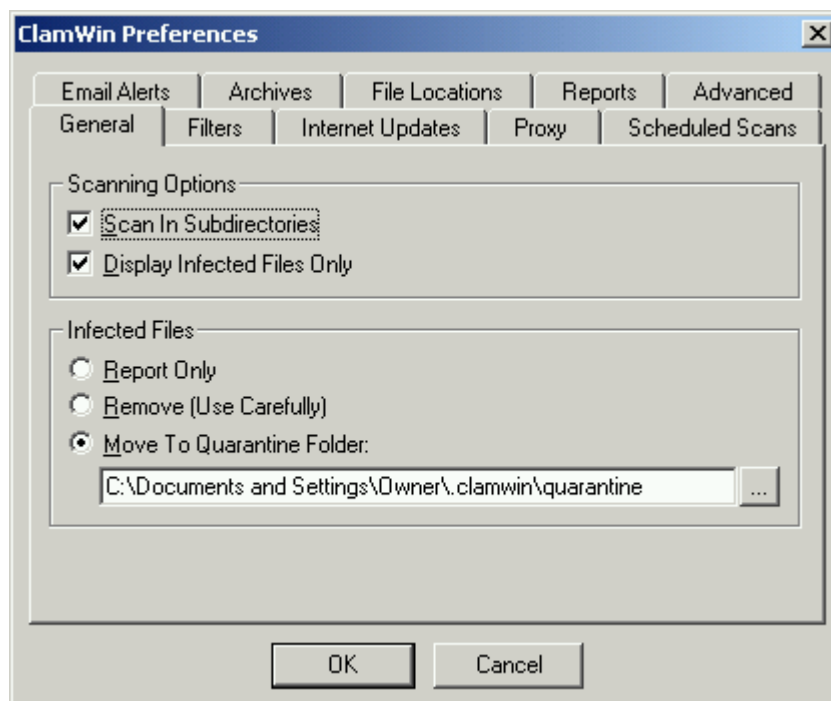 ClamWin Preferences
Email Alerts Archives File Locations Reports Advanced
General Filters Internet Updates Proxy Scheduled Scans
Scanning Options
Scan In Subdirectories
Display Infected Files Only
Infected Files
Report Only
Remove (Use Carefully)
Move To Quarantine Folder:
C:\Documents and Settings\Owner\.clamwin\quarantine ...
OK Cancel